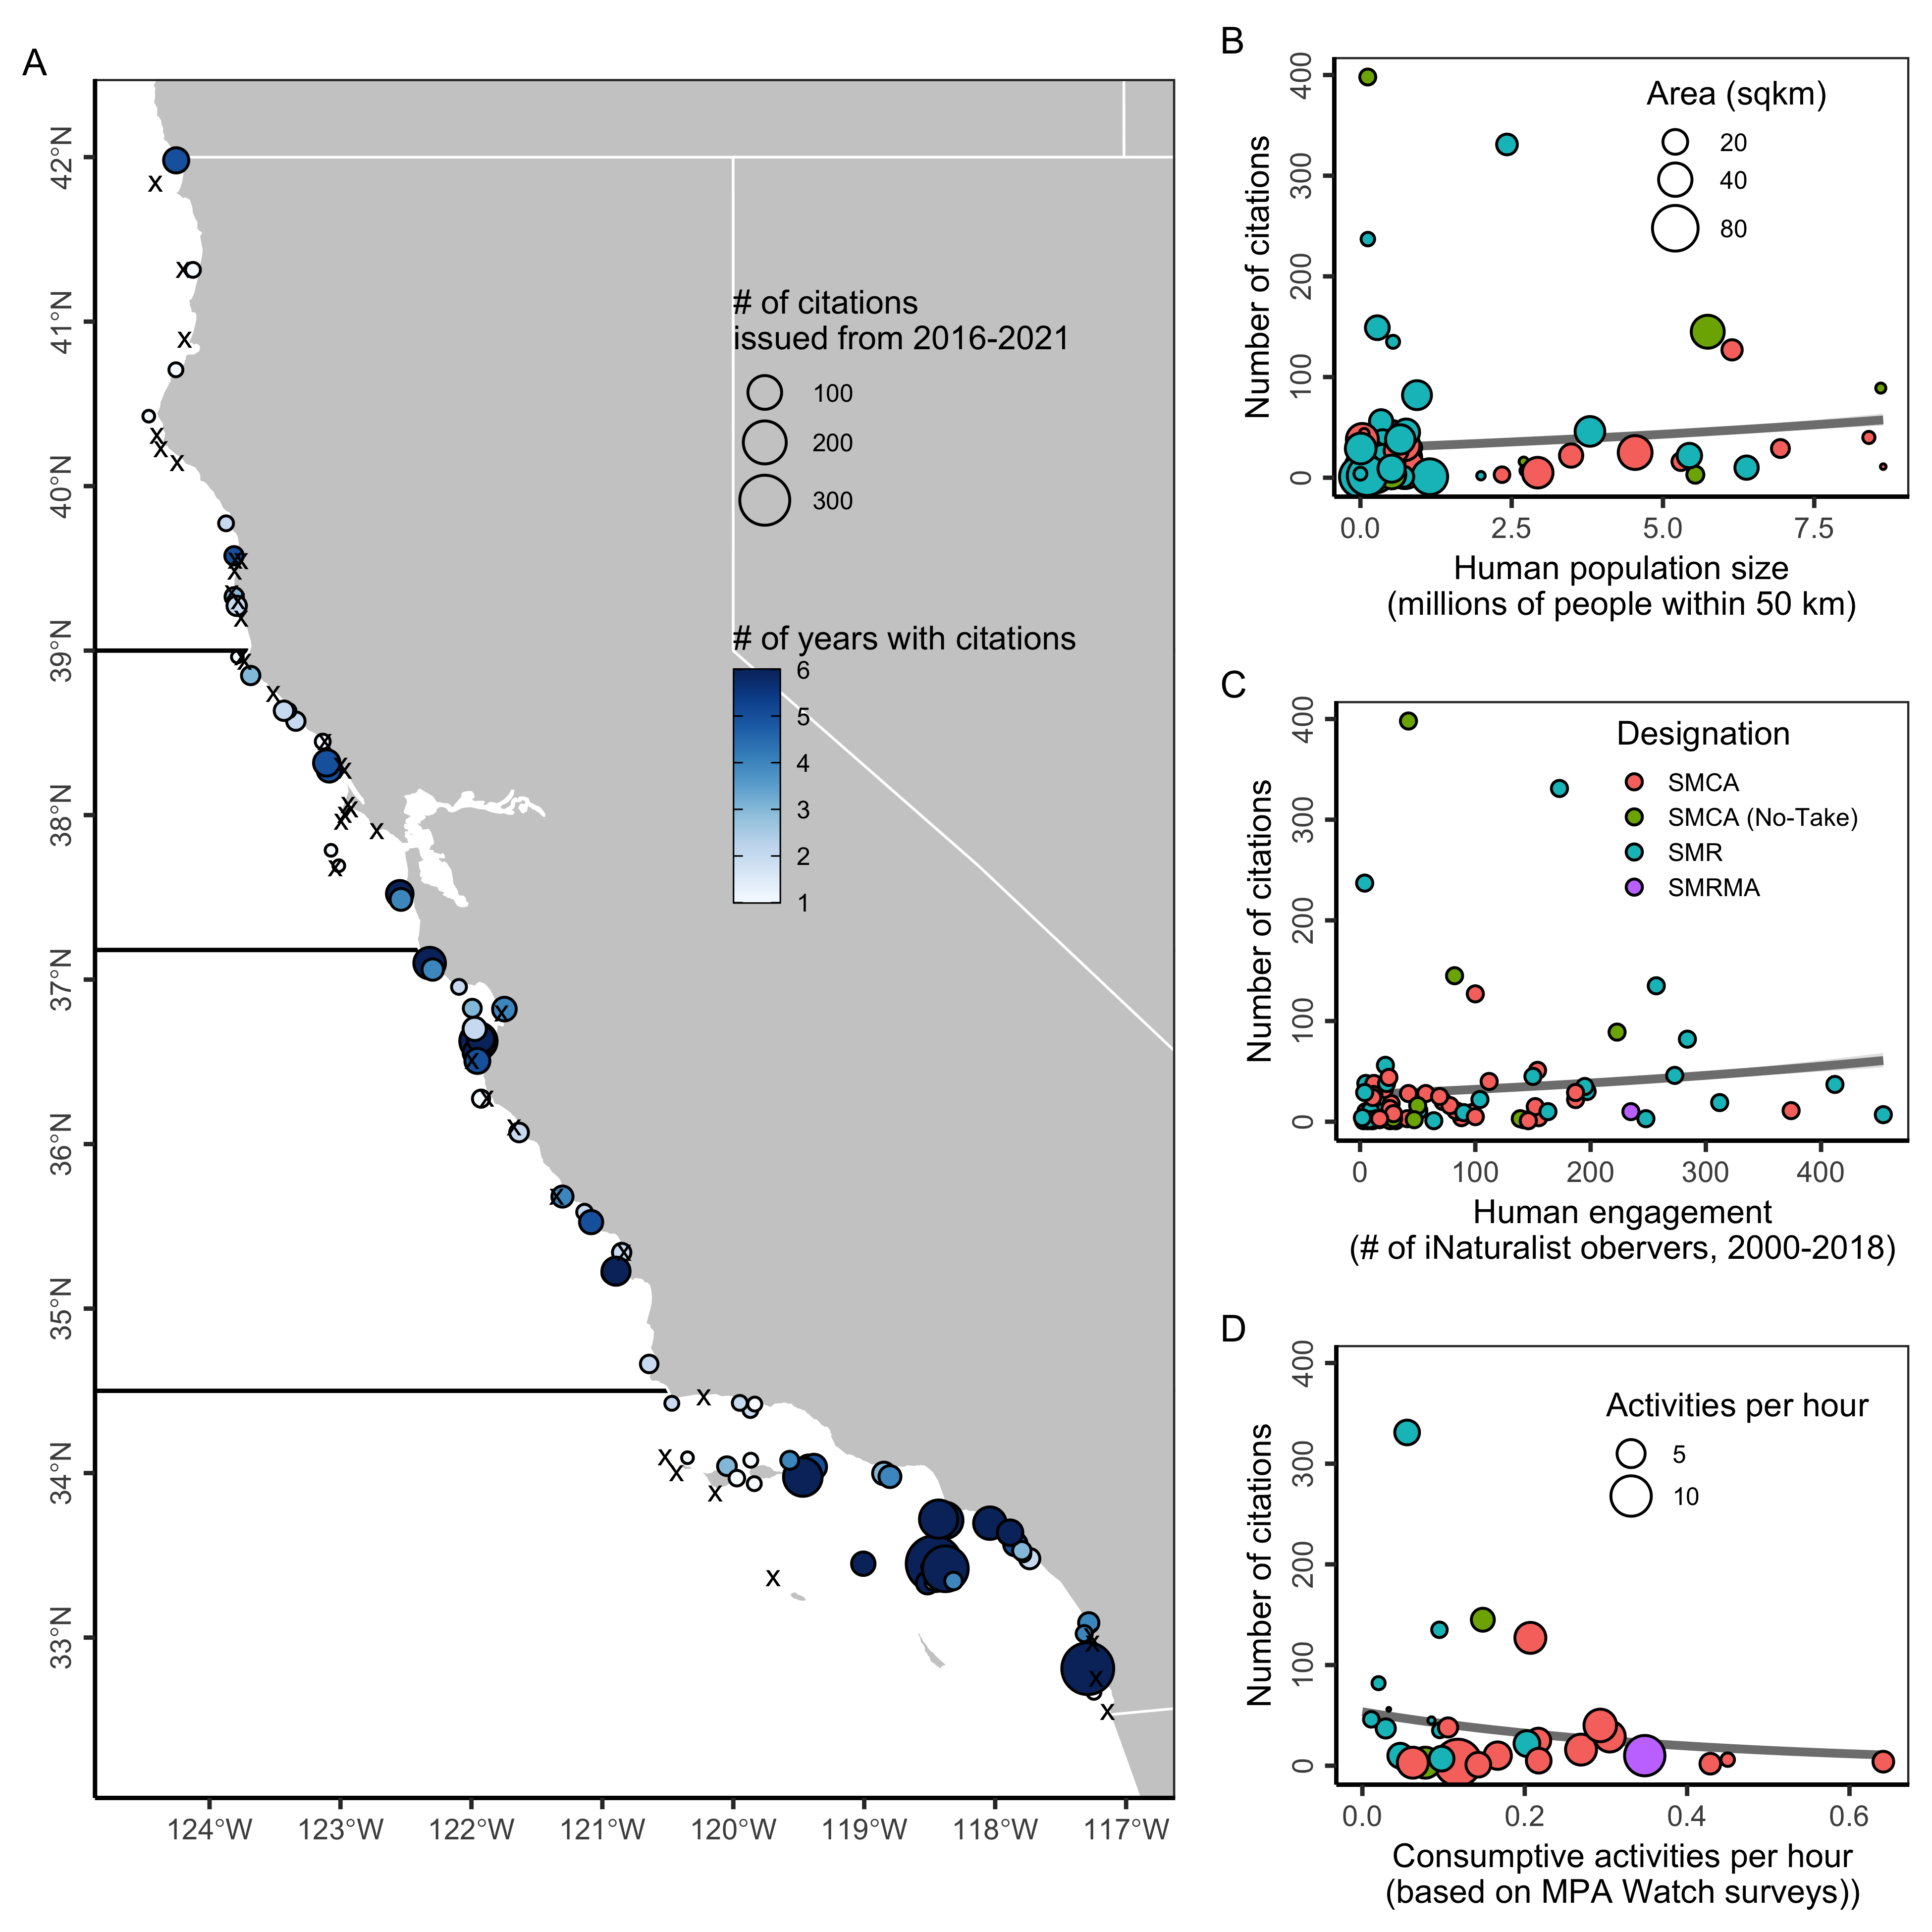 A
42°N
41°N
40°N
39°N
38°N
37°N
36°N
35°N
34°N
33°N
124°W
123°W
122°W
121°W
120°W
119°W
118°W
117°W
# of citations
issued from 2016-2021
100
200
300
# of years with citations
6
5
4
3
2
1
B
Number of citations
400
300
200
100
0
Area (sqkm)
20
40
80
0.0
2.5
5.0
7.5
Human population size
(millions of people within 50 km)
C
Number of citations
400
300
200
100
0
Designation
SMCA
SMCA (No-Take)
SMR
SMRMA
0
100
200
300
400
Human engagement
(# of iNaturalist obervers, 2000-2018)
D
Number of citations
400
300
200
100
0
Activities per hour
5
10
0.0
0.2
0.4
0.6
Consumptive activities per hour
(based on MPA Watch surveys))